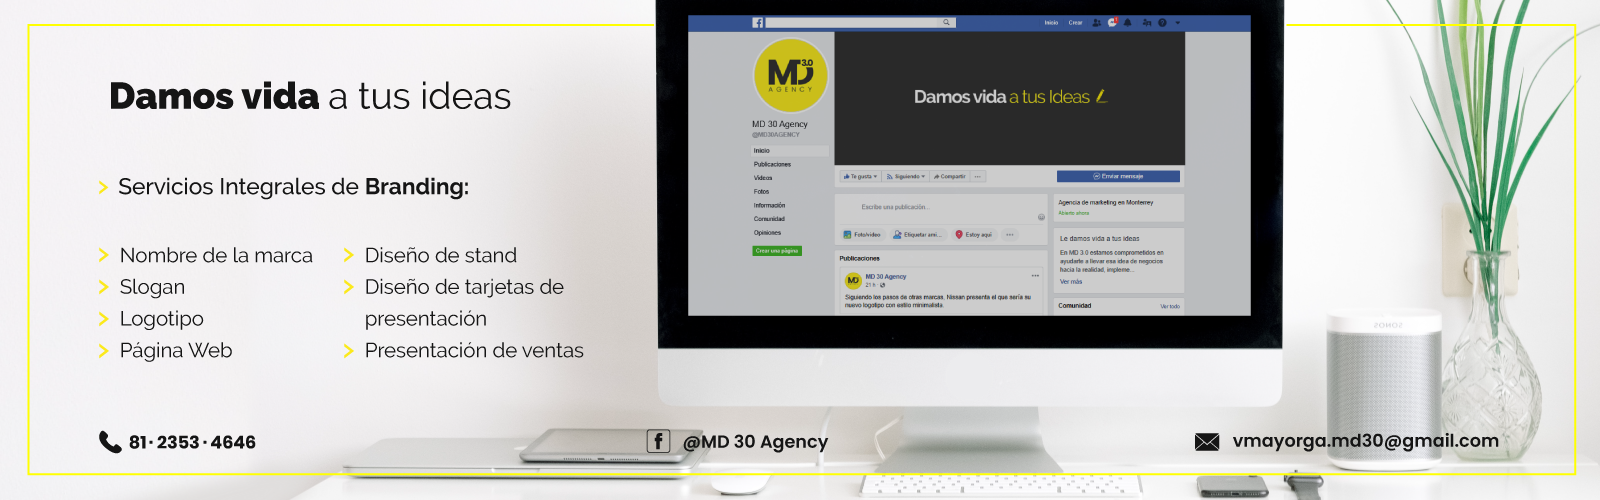 Damos vida a tus ideas
Servicios Integrales de Branding:
Nombre de la marca
Slogan
Logotipo
Página Web
Diseño de stand
Diseño de tarjetas de
presentación
Presentación de ventas
81·2353·4646
@MD 30 Agency
vmayorga.md30@gmail.com
Inicio
Crear
MD 3.0
AGENCY
MD 30 Agency
@MD30AGENCY
Inicio
Publicaciones
Videos
Fotos
Información
Comunidad
Opiniones
Crear una página
Damos vida a tus Ideas
Te gusta
Siguiendo
Compartir
Enviar mensaje
Escribe una publicación...
Foto/video
Etiquetar ami...
Estoy aquí
Publicaciones
MD
MD 30 Agency
21 h
Siguiendo los pasos de otras marcas, Nissan presenta el que sería su
nuevo logotipo con estilo minimalista.
Agencia de marketing en Monterrey
Abierto ahora
Le damos vida a tus ideas
En MD 3.0 estamos comprometidos en
ayudarte a llevar esa idea de negocios
hacia la realidad, impleme...
Ver más
Comunidad
Ver todo
SONOS